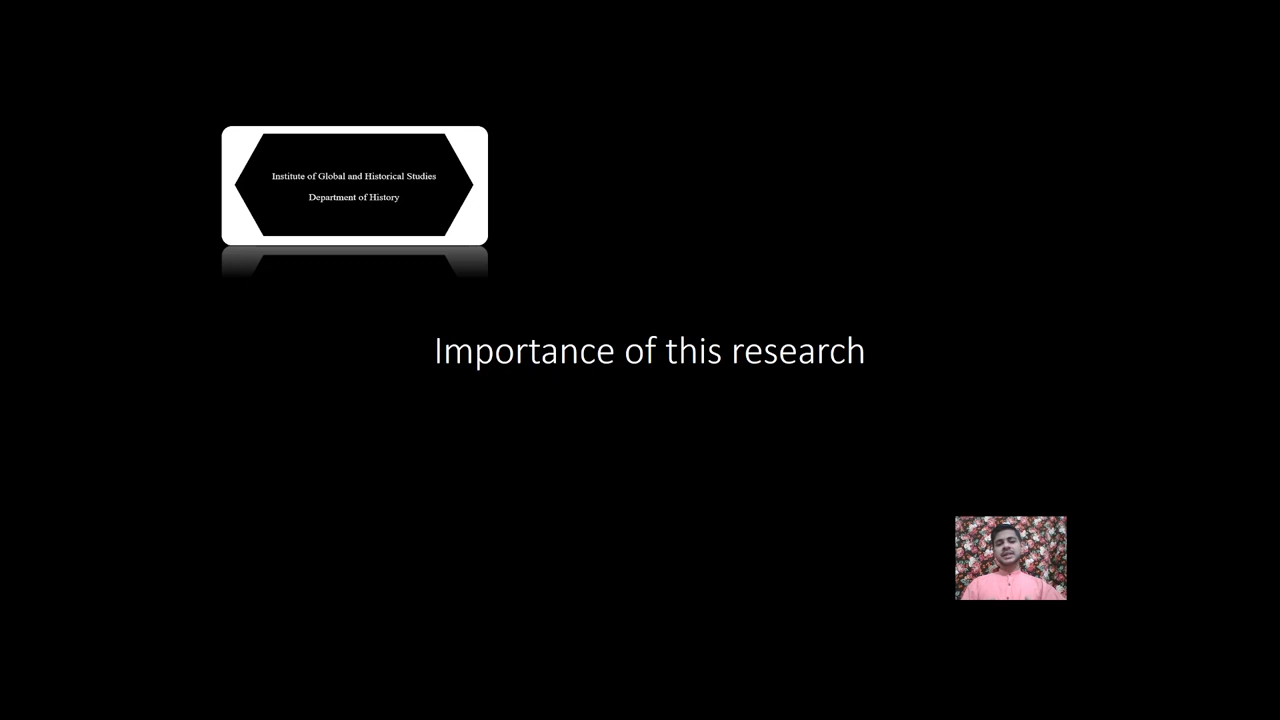 Institute of Global and Historical Studies
Department of History
Importance of this research